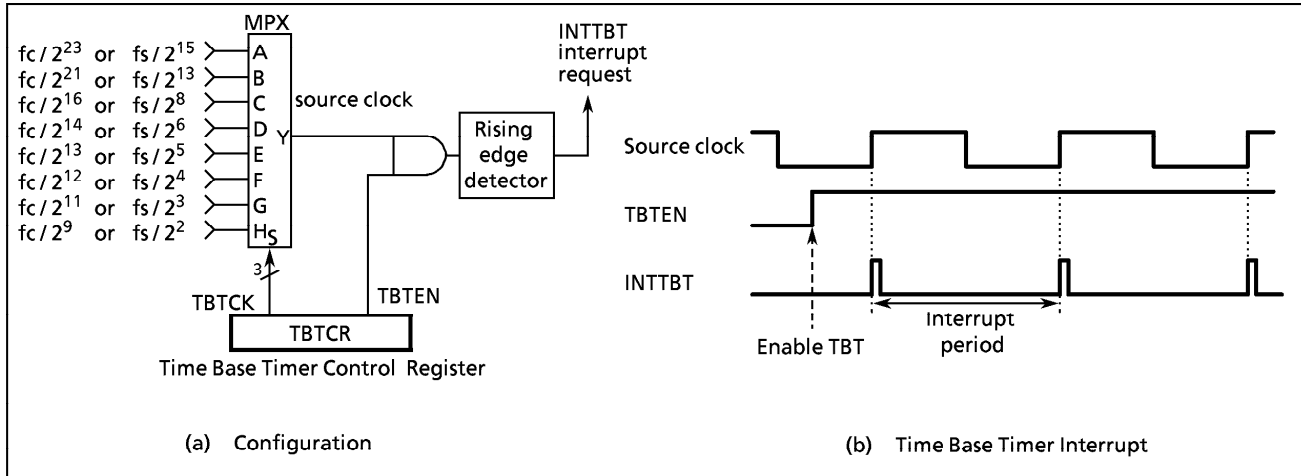 MPX
fc/2^23 or fs/2^15 A
fc/2^21 or fs/2^13 B
fc/2^16 or fs/2^8 C
fc/2^14 or fs/2^6 D
fc/2^13 or fs/2^5 E
fc/2^12 or fs/2^4 F
fc/2^11 or fs/2^3 G
fc/2^9 or fs/2^2 H
S
Y
source clock
INTTBT
interrupt
request
Rising
edge
detector
3
TBTCK
TBTEN
TBTCR
Time Base Timer Control Register
(a) Configuration
Source clock
TBTEN
INTTBT
Interrupt
period
Enable TBT
(b) Time Base Timer Interrupt